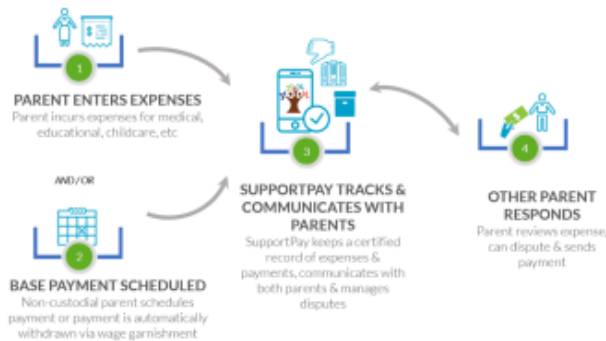 1
PARENT ENTERS EXPENSES
Parent incurs expenses for medical,
educational, childcare, etc
AND/OR
2
BASE PAYMENT SCHEDULED
Non-custodial parent schedules
payment or payment is automatically
withdrawn via wage garnishment
3
SUPPORTPAY TRACKS &
COMMUNICATES WITH
PARENTS
SupportPay keeps a certified
record of expenses &
payments, communicates with
both parents & manages
disputes
4
OTHER PARENT
RESPONDS
Parent reviews expense,
can dispute & sends
payment